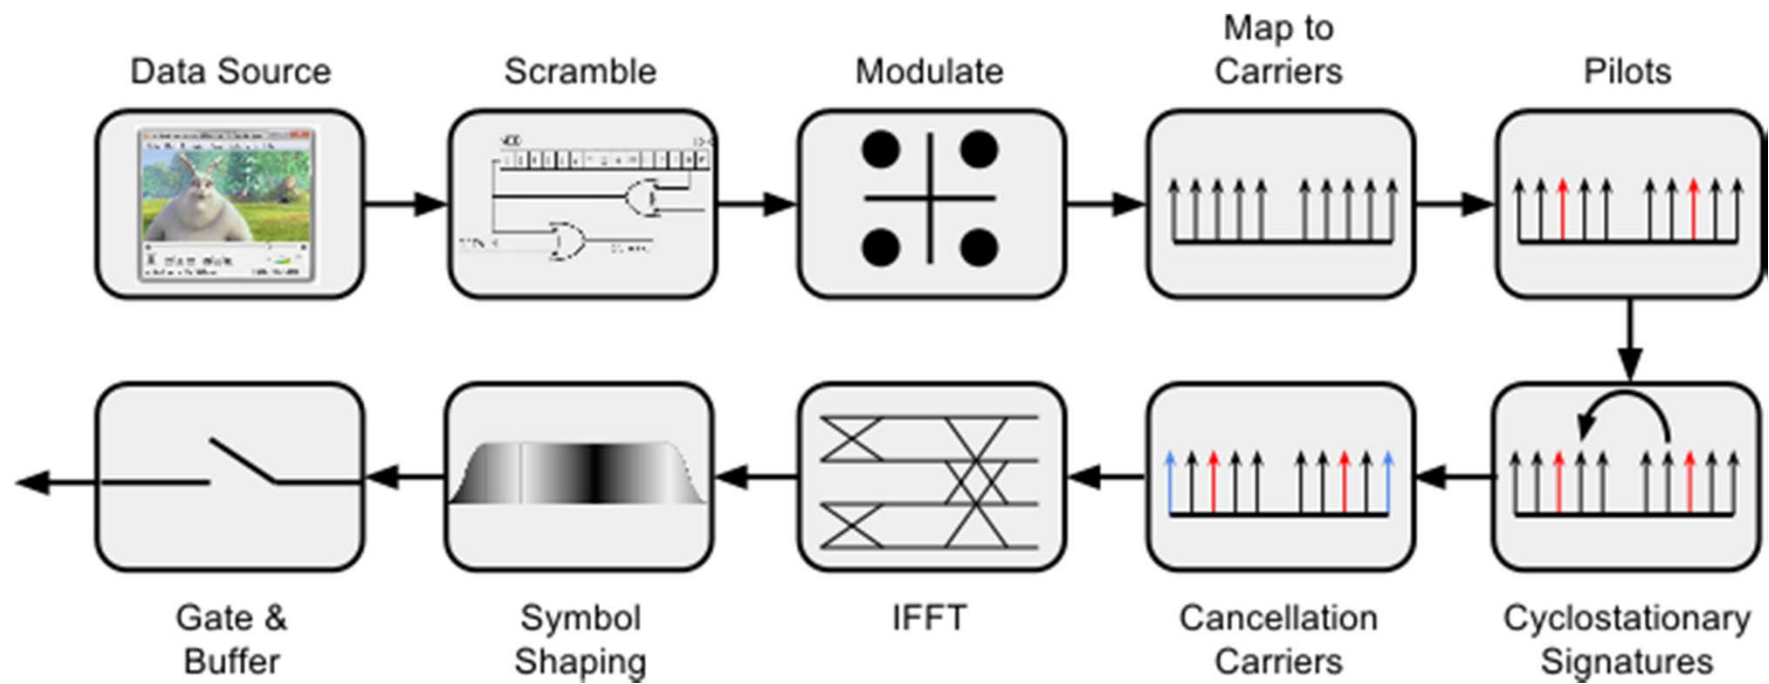 Data Source
Scramble
Modulate
Map to
Carriers
Pilots
Gate &
Buffer
Symbol
Shaping
IFFT
Cancellation
Carriers
Cyclostationary
Signatures